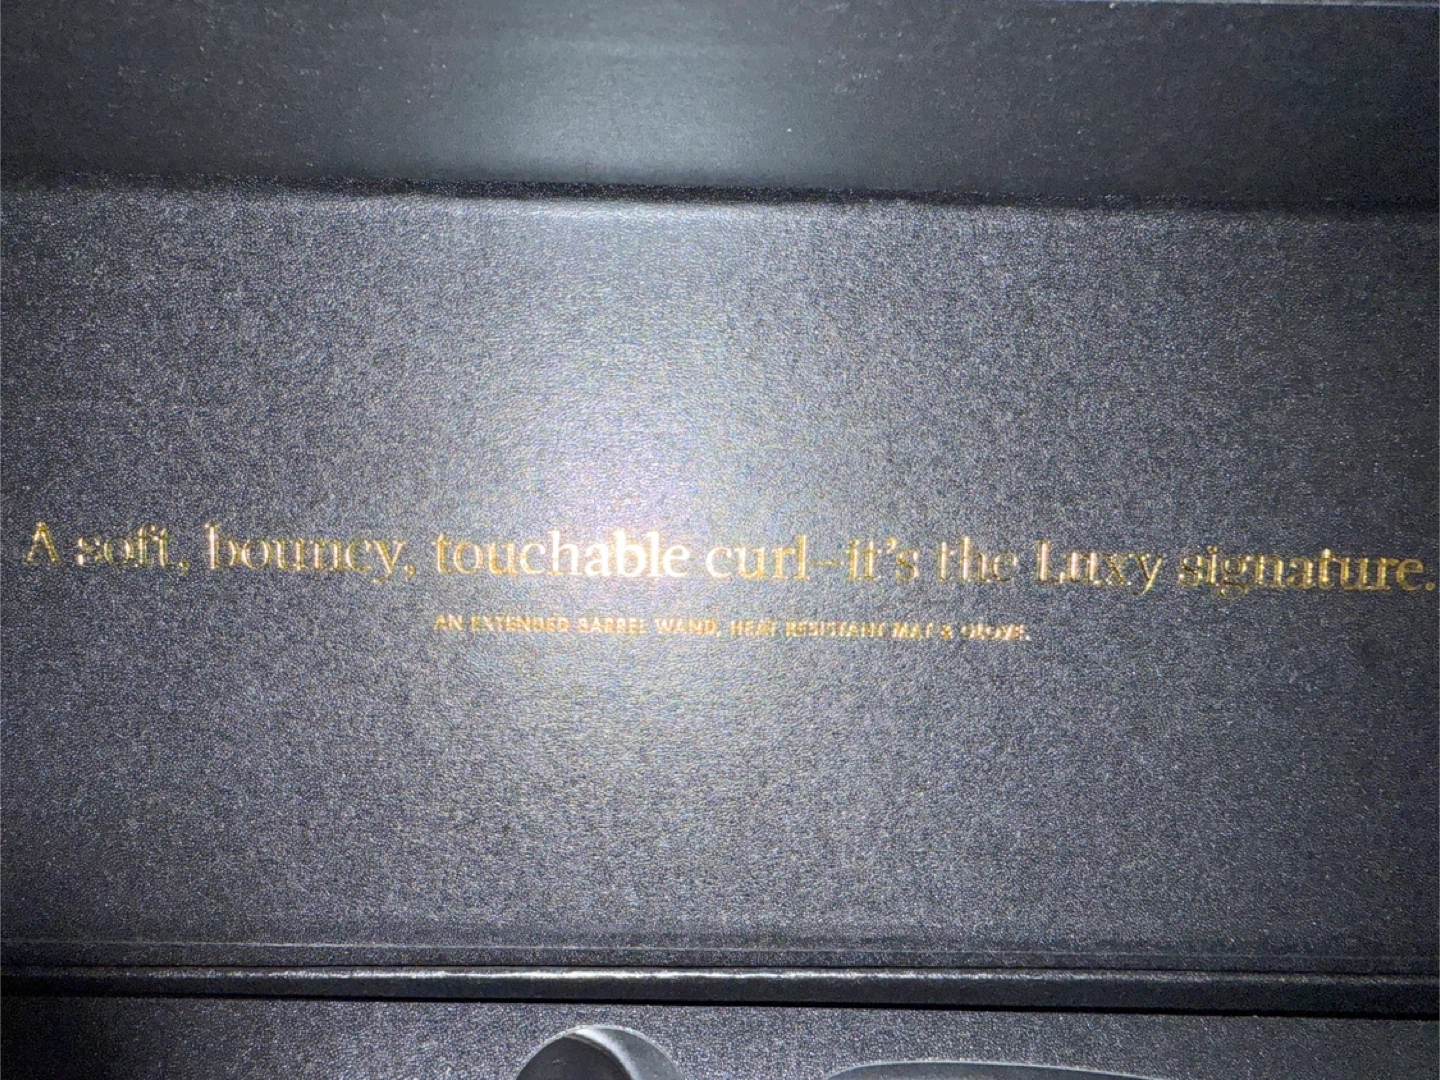 A soft, bouncy, touchable curl–it's the Luxy signature.
AN EXTENDED BARREL WAND, HEAT RESISTANT MAT & GLOVE.